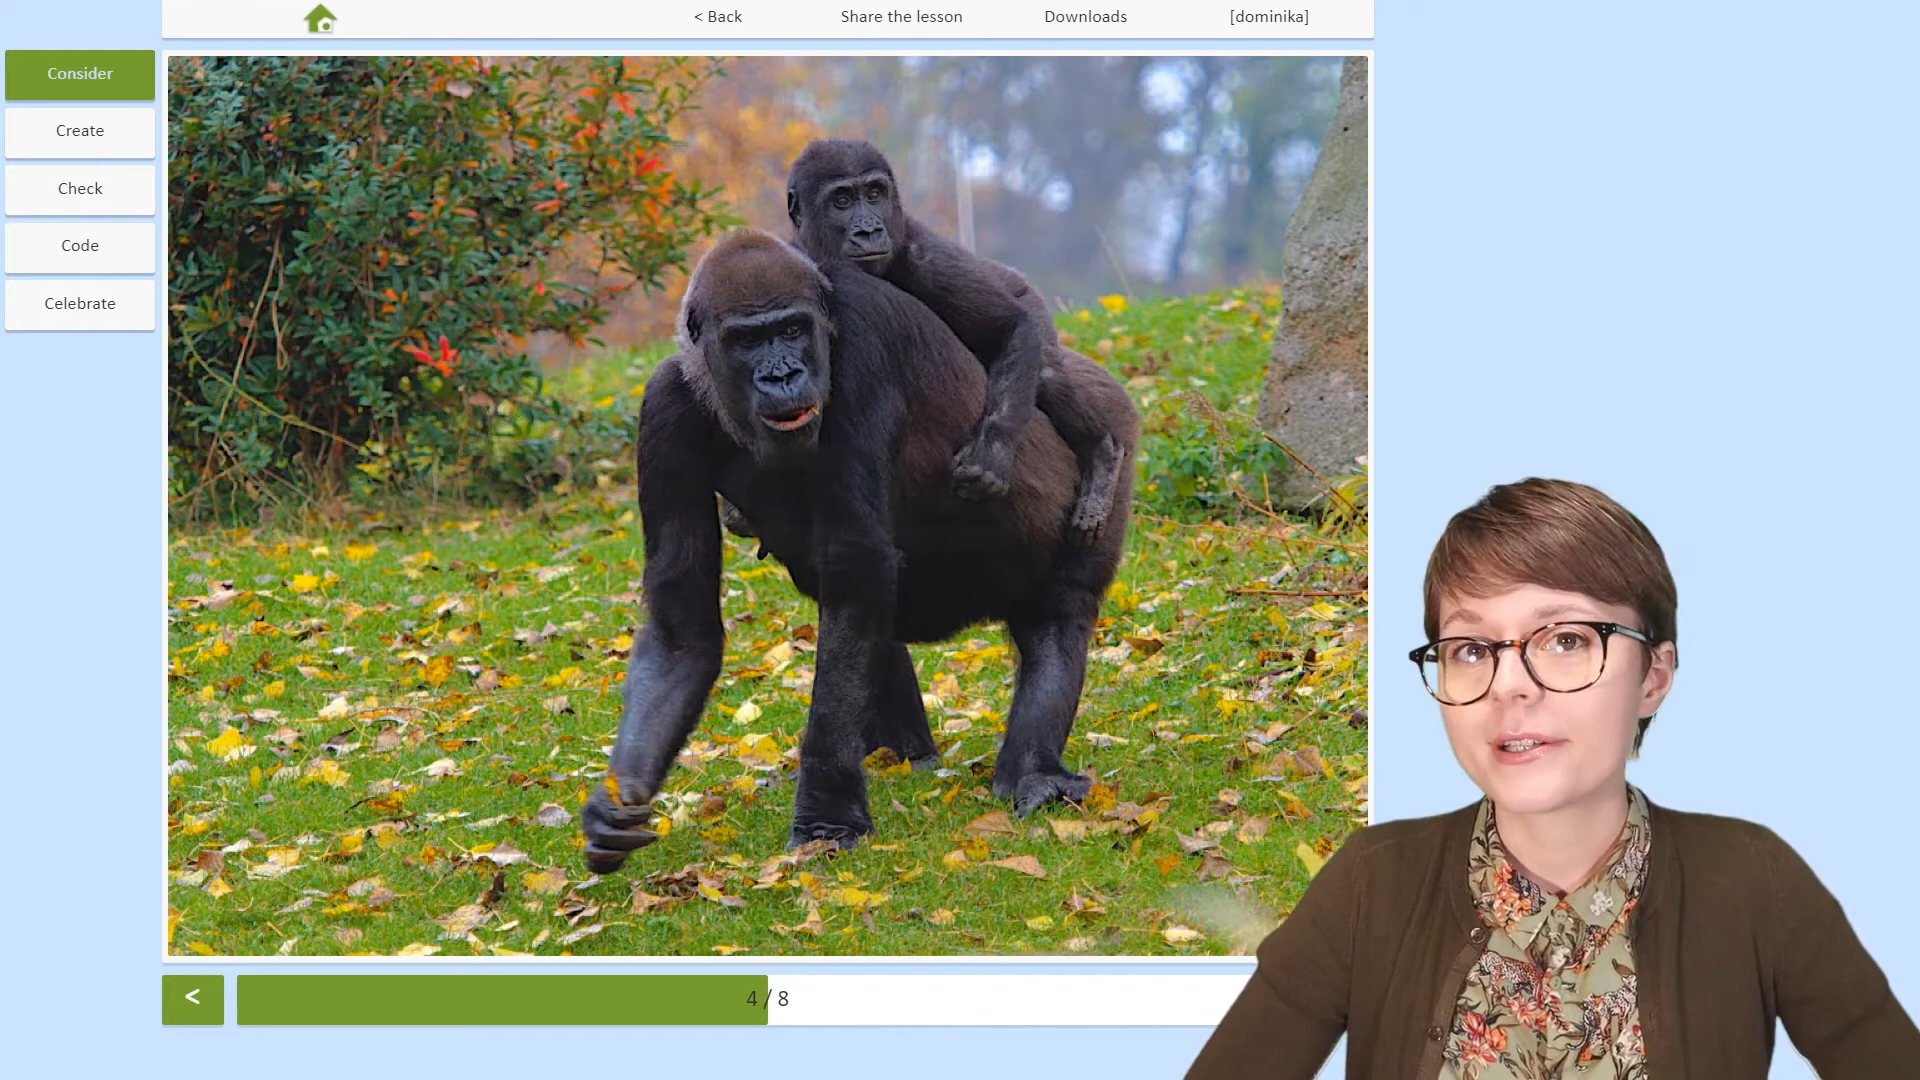 < Back
Share the lesson
Downloads
[dominika]
Consider
Create
Check
Code
Celebrate
<
4 / 8